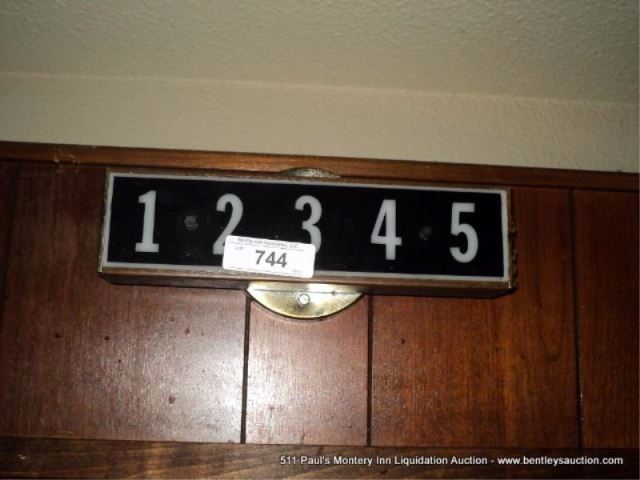 1 2 3 4 5
744
511-Paul's Montery Inn Liquidation Auction - www.bentleysauction.com